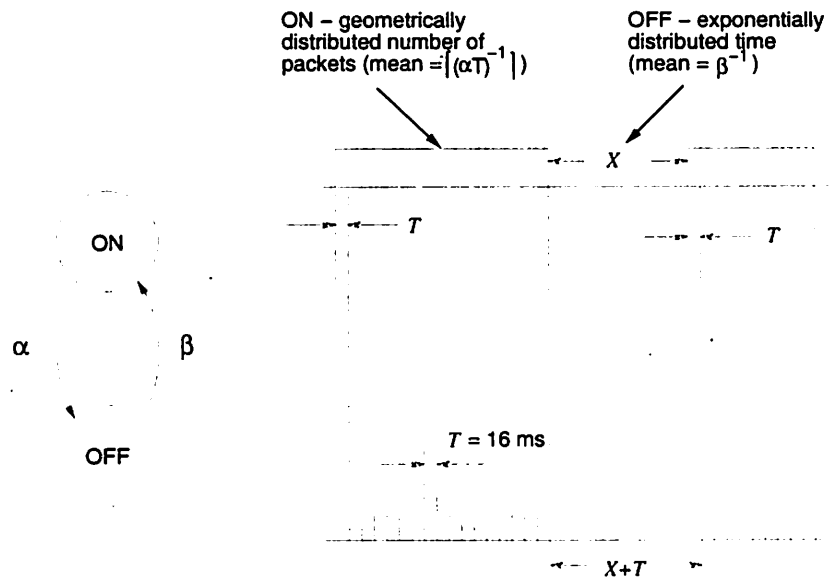 ON – geometrically
distributed number of
packets (mean =⌈(αT)⁻¹⌉)
OFF – exponentially
distributed time
(mean = β⁻¹)
X
T
T
ON
α
β
OFF
T = 16 ms
X+T